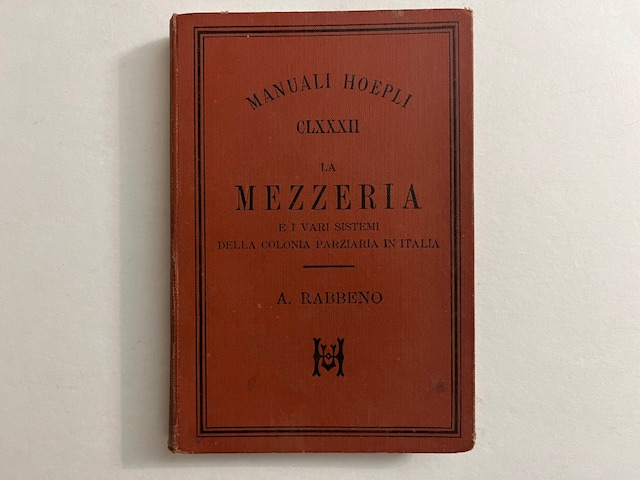 MANUALI HOEPLI
CLXXXII
LA
MEZZERIA
E I VARI SISTEMI
DELLA COLONIA PARZIARIA IN ITALIA
A. RABBENO